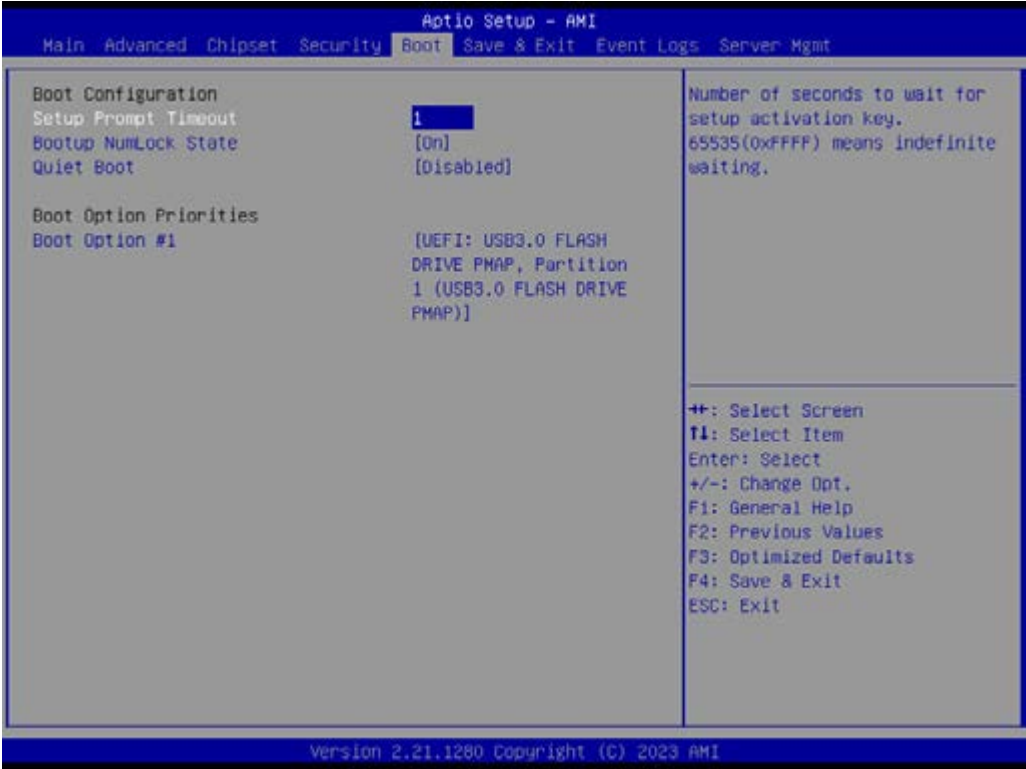 Aptio Setup – AMI
Main Advanced Chipset Security Boot Save & Exit Event Logs Server Mgmt
Boot Configuration
Setup Prompt Timeout 1
Bootup NumLock State [On]
Quiet Boot [Disabled]
Boot Option Priorities
Boot Option #1 [UEFI: USB3.0 FLASH
DRIVE PMAP, Partition
1 (USB3.0 FLASH DRIVE
PMAP)]
Number of seconds to wait for
setup activation key.
65535(0xFFFF) means indefinite
waiting.
→←: Select Screen
↑↓: Select Item
Enter: Select
+/-: Change Opt.
F1: General Help
F2: Previous Values
F3: Optimized Defaults
F4: Save & Exit
ESC: Exit
Version 2.21.1280 Copyright (C) 2023 AMI